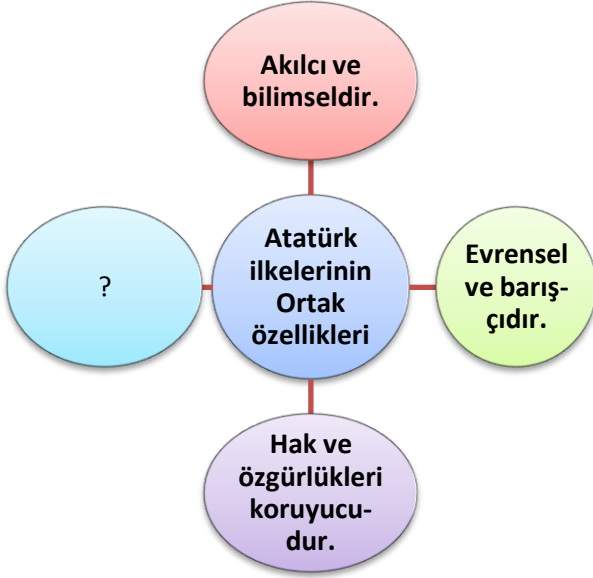 Akılcı ve
bilimseldir.
?
Atatürk
ilkelerinin
Ortak
özellikleri
Evrensel
ve barış-
çıdır.
Hak ve
özgürlükleri
koruyucu-
dur.